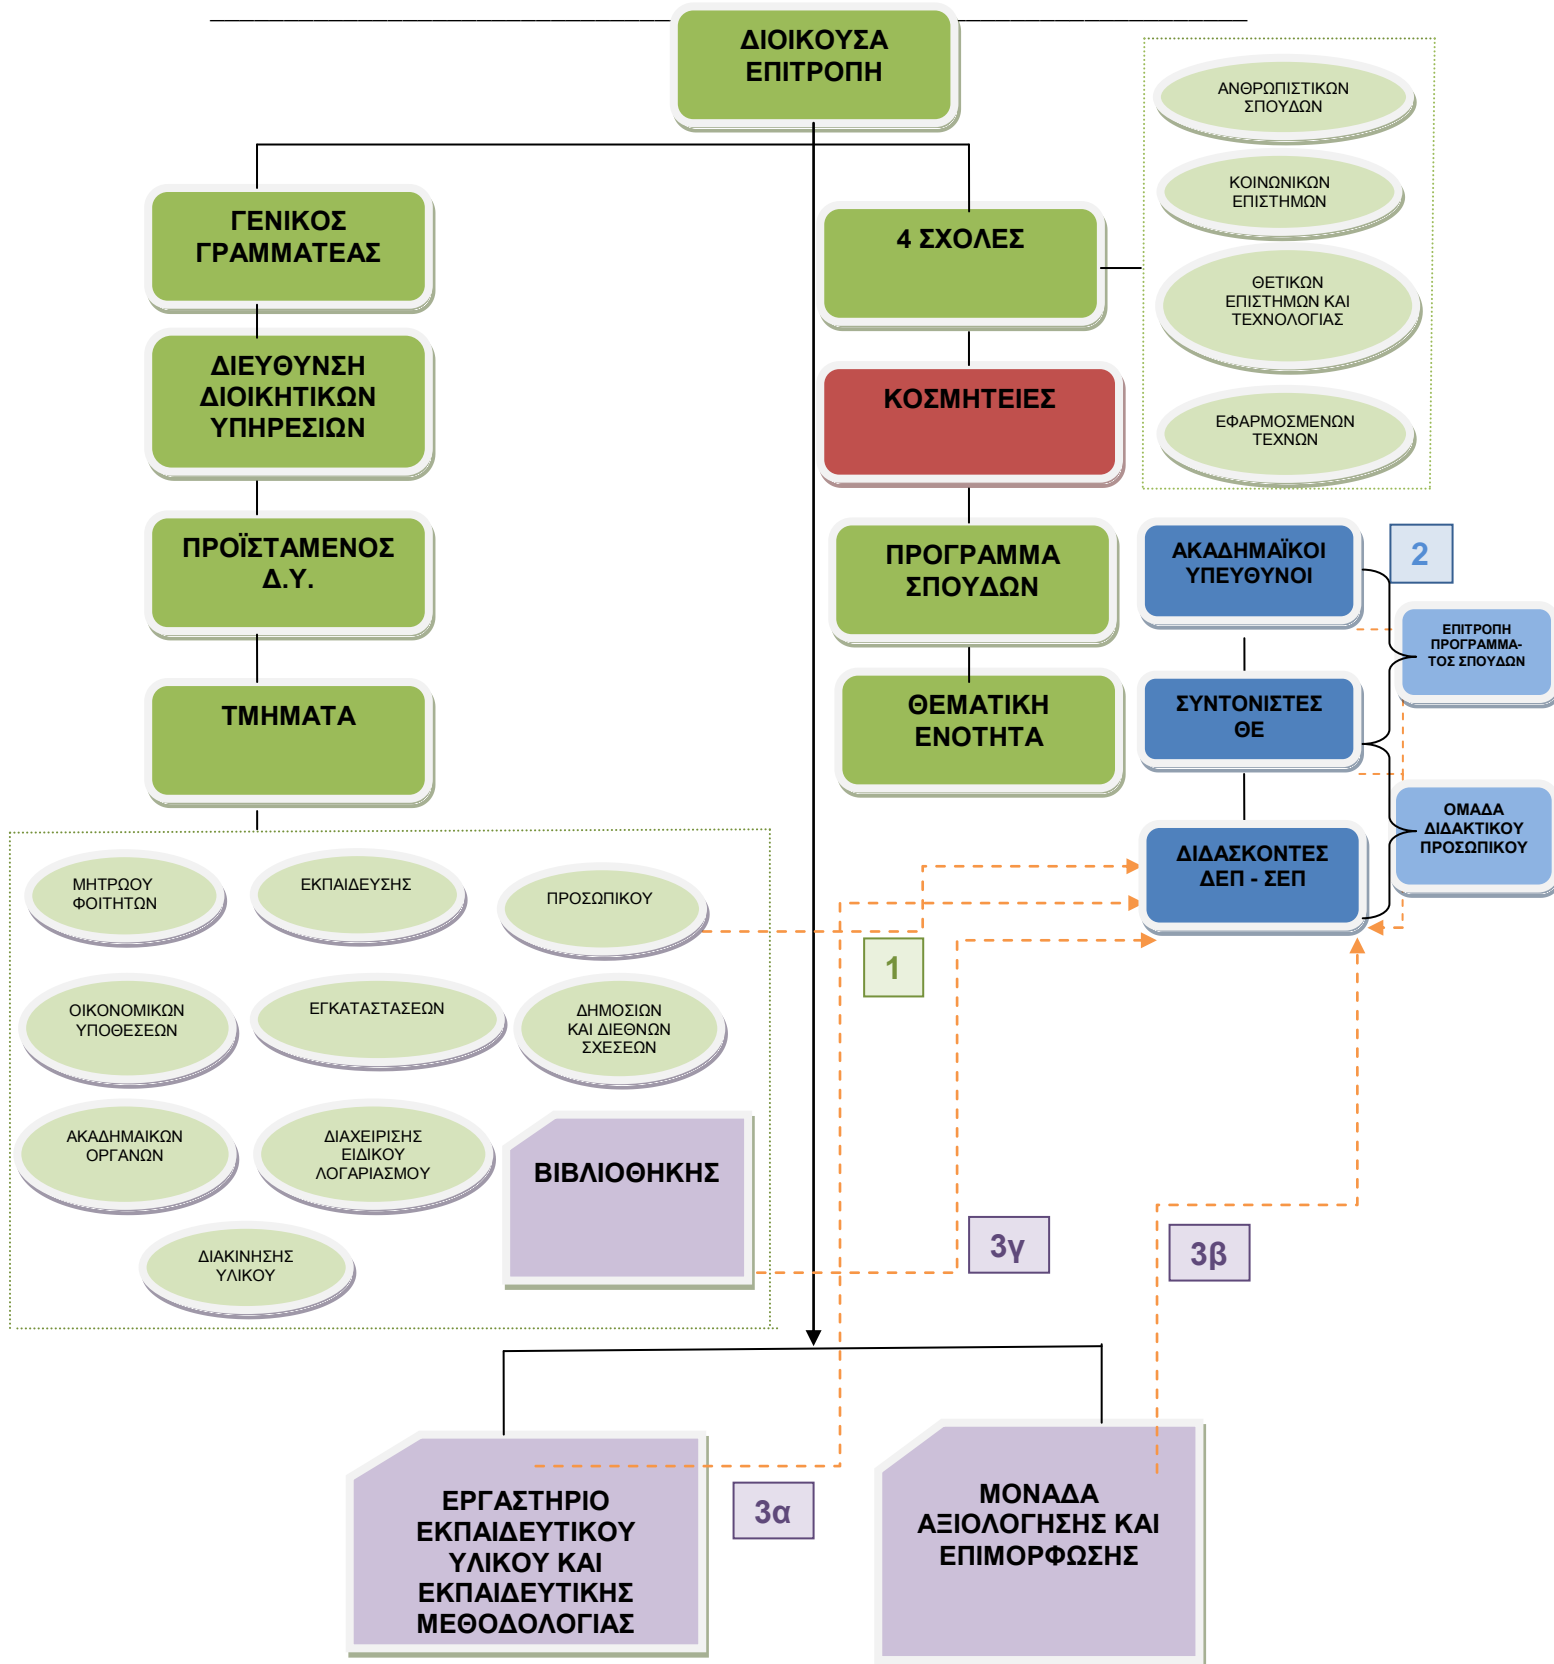 ΔΙΟΙΚΟΥΣΑ
ΕΠΙΤΡΟΠΗ
ΑΝΘΡΩΠΙΣΤΙΚΩΝ
ΣΠΟΥΔΩΝ
ΚΟΙΝΩΝΙΚΩΝ
ΕΠΙΣΤΗΜΩΝ
ΘΕΤΙΚΩΝ
ΕΠΙΣΤΗΜΩΝ ΚΑΙ
ΤΕΧΝΟΛΟΓΙΑΣ
ΕΦΑΡΜΟΣΜΕΝΩΝ
ΤΕΧΝΩΝ
ΓΕΝΙΚΟΣ
ΓΡΑΜΜΑΤΕΑΣ
4 ΣΧΟΛΕΣ
ΔΙΕΥΘΥΝΣΗ
ΔΙΟΙΚΗΤΙΚΩΝ
ΥΠΗΡΕΣΙΩΝ
ΚΟΣΜΗΤΕΙΕΣ
ΠΡΟΪΣΤΑΜΕΝΟΣ
Δ.Υ.
ΠΡΟΓΡΑΜΜΑ
ΣΠΟΥΔΩΝ
ΑΚΑΔΗΜΑΪΚΟΙ
ΥΠΕΥΘΥΝΟΙ
2
ΕΠΙΤΡΟΠΗ
ΠΡΟΓΡΑΜΜΑ-
ΤΟΣ ΣΠΟΥΔΩΝ
ΤΜΗΜΑΤΑ
ΘΕΜΑΤΙΚΗ
ΕΝΟΤΗΤΑ
ΣΥΝΤΟΝΙΣΤΕΣ
ΘΕ
ΟΜΑΔΑ
ΔΙΔΑΚΤΙΚΟΥ
ΠΡΟΣΩΠΙΚΟΥ
ΔΙΔΑΣΚΟΝΤΕΣ
ΔΕΠ - ΣΕΠ
ΜΗΤΡΩΟΥ
ΦΟΙΤΗΤΩΝ
ΕΚΠΑΙΔΕΥΣΗΣ
ΠΡΟΣΩΠΙΚΟΥ
1
ΟΙΚΟΝΟΜΙΚΩΝ
ΥΠΟΘΕΣΕΩΝ
ΕΓΚΑΤΑΣΤΑΣΕΩΝ
ΔΗΜΟΣΙΩΝ
ΚΑΙ ΔΙΕΘΝΩΝ
ΣΧΕΣΕΩΝ
ΑΚΑΔΗΜΑΙΚΩΝ
ΟΡΓΑΝΩΝ
ΔΙΑΧΕΙΡΙΣΗΣ
ΕΙΔΙΚΟΥ
ΛΟΓΑΡΙΑΣΜΟΥ
ΒΙΒΛΙΟΘΗΚΗΣ
ΔΙΑΚΙΝΗΣΗΣ
ΥΛΙΚΟΥ
3γ
3β
ΕΡΓΑΣΤΗΡΙΟ
ΕΚΠΑΙΔΕΥΤΙΚΟΥ
ΥΛΙΚΟΥ ΚΑΙ
ΕΚΠΑΙΔΕΥΤΙΚΗΣ
ΜΕΘΟΔΟΛΟΓΙΑΣ
3α
ΜΟΝΑΔΑ
ΑΞΙΟΛΟΓΗΣΗΣ ΚΑΙ
ΕΠΙΜΟΡΦΩΣΗΣ